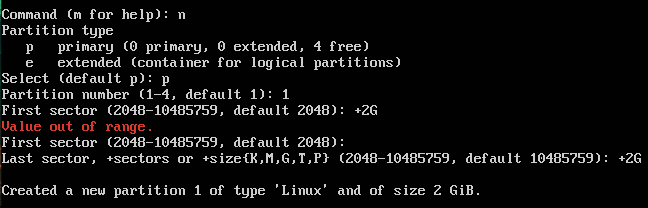 Command (m for help): n
Partition type
   p   primary (0 primary, 0 extended, 4 free)
   e   extended (container for logical partitions)
Select (default p): p
Partition number (1-4, default 1): 1
First sector (2048-10485759, default 2048): +2G
Value out of range.
First sector (2048-10485759, default 2048):
Last sector, +sectors or +size{K,M,G,T,P} (2048-10485759, default 10485759): +2G
Created a new partition 1 of type 'Linux' and of size 2 GiB.